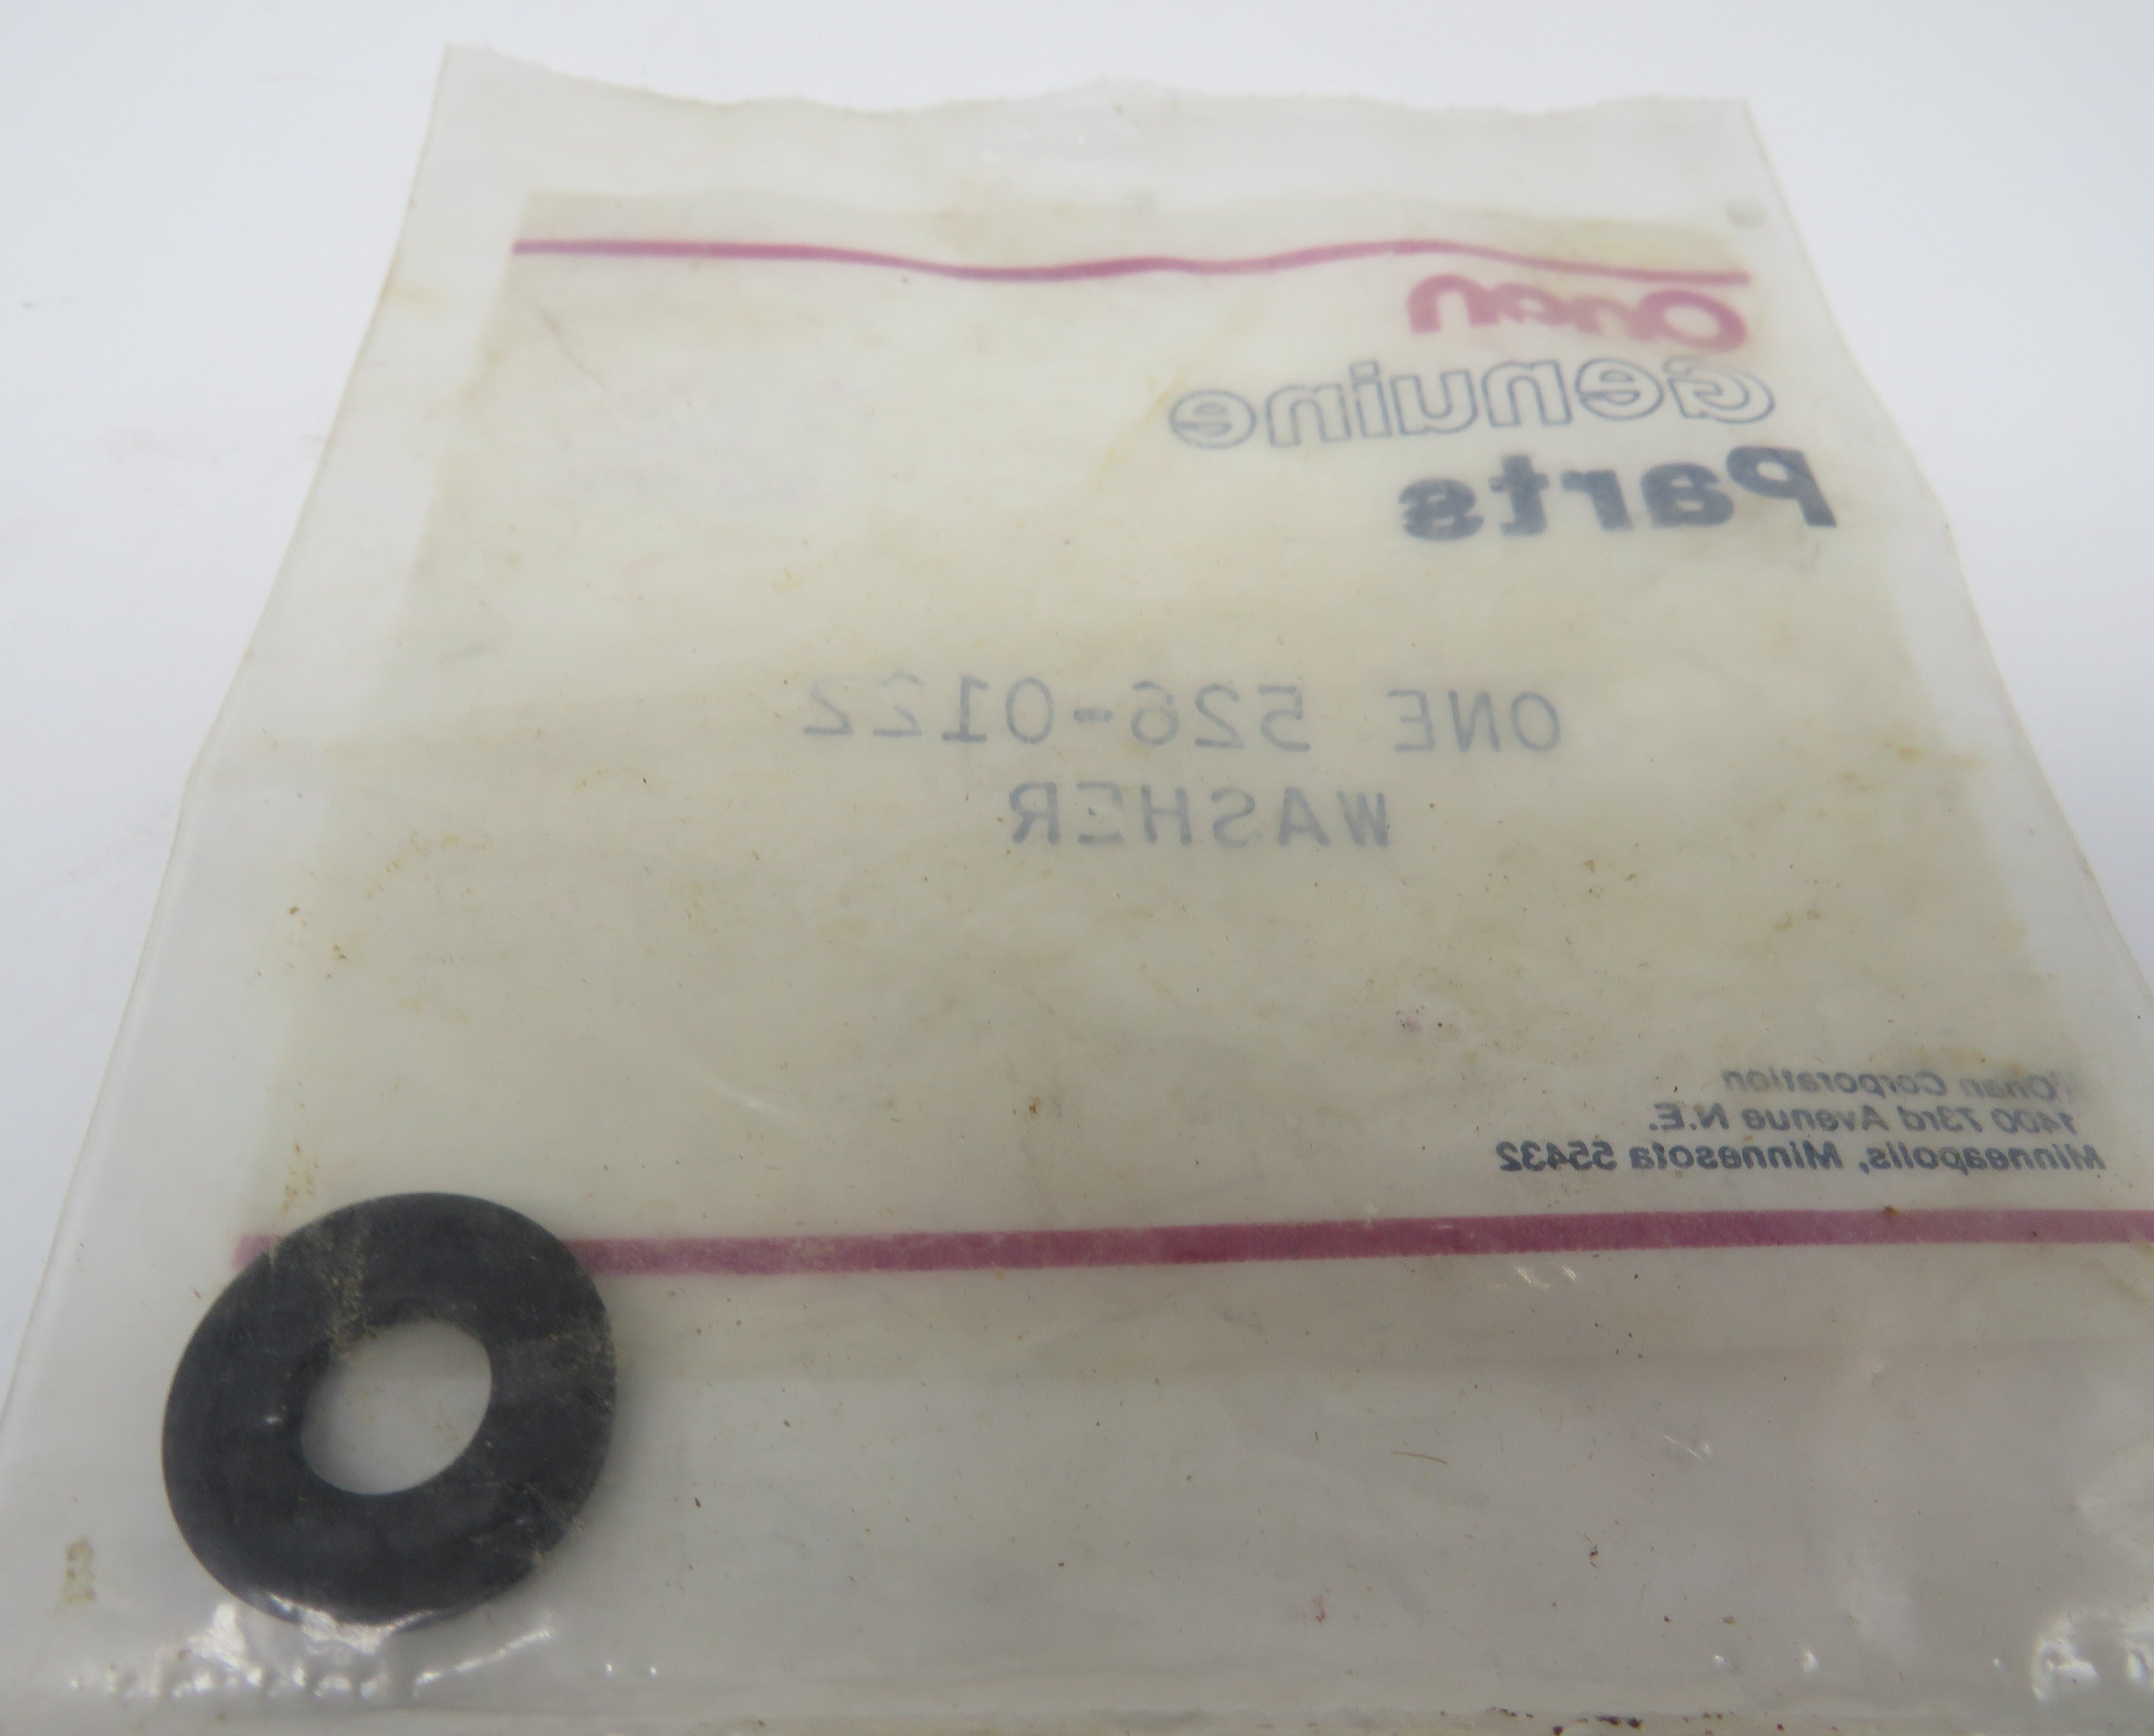 Onan
Genuine
Parts
ONE 526-0122
WASHER
Onan Corporation
1400 73rd Avenue N.E.
Minneapolis, Minnesota 55432